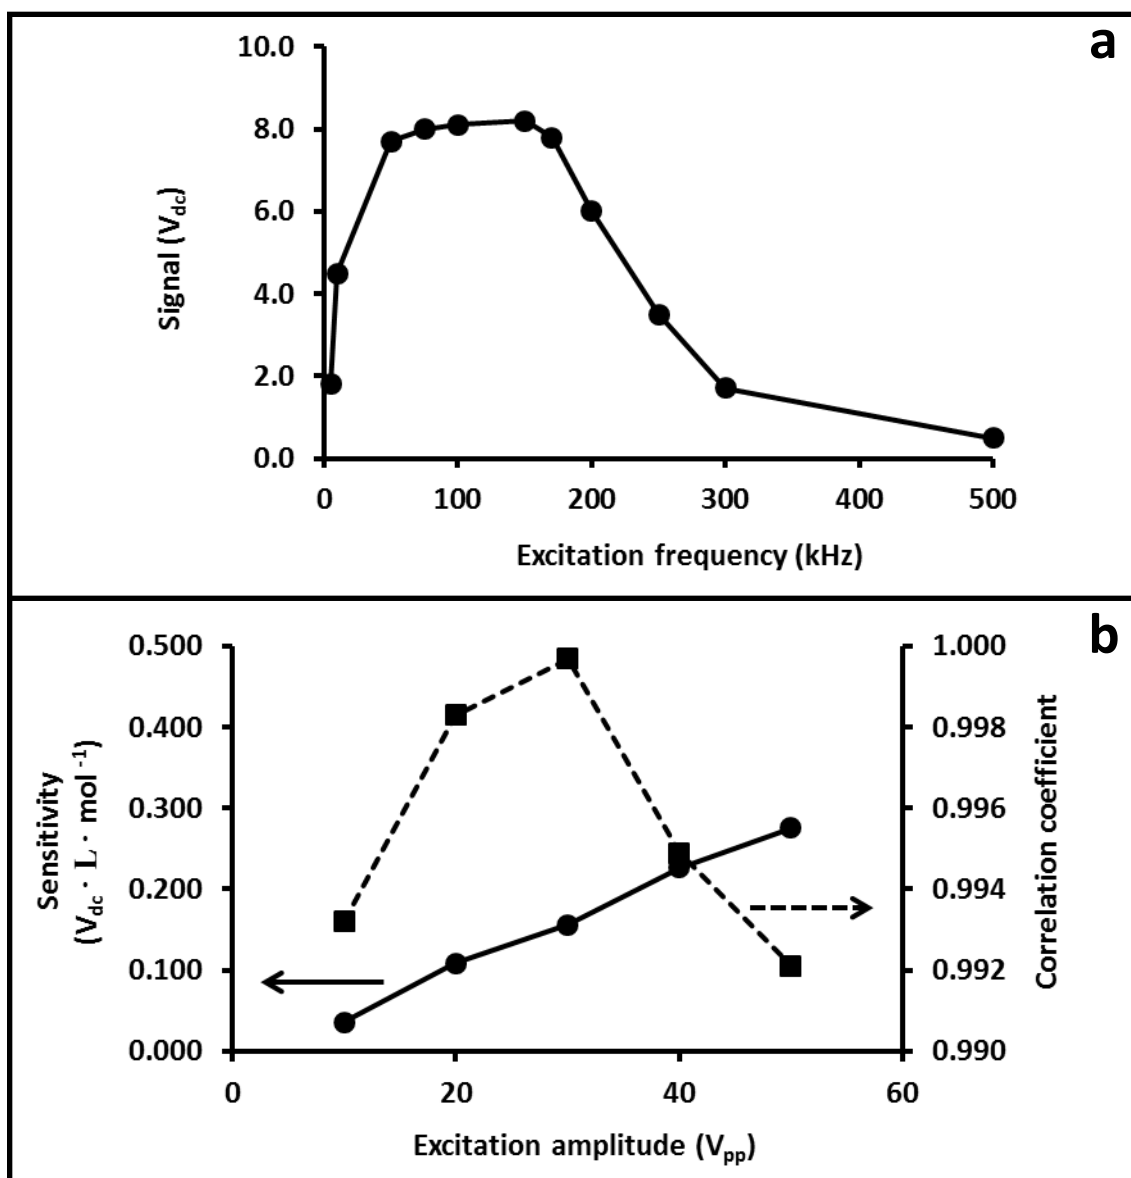 a
10.0
8.0
6.0
4.0
2.0
0.0
Signal (Vdc)
0 100 200 300 400 500
Excitation frequency (kHz)
b
0.500
0.400
0.300
0.200
0.100
0.000
Sensitivity
(Vdc · L · mol -1)
1.000
0.998
0.996
0.994
0.992
0.990
Correlation coefficient
0 20 40 60
Excitation amplitude (Vpp)